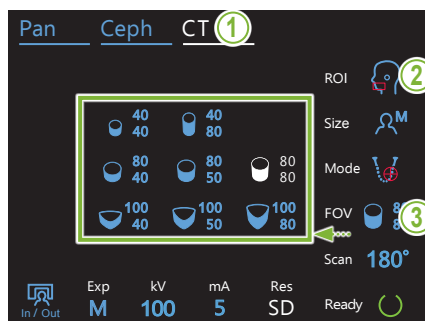 Pan Ceph CT 1
ROI 2
40 40
40 80
Size M
80 80 80
40 50 80
Mode
100 100 100
40 50 80
FOV 8 3
Scan 180°
Exp kV mA Res
In / Out M 100 5 SD Ready